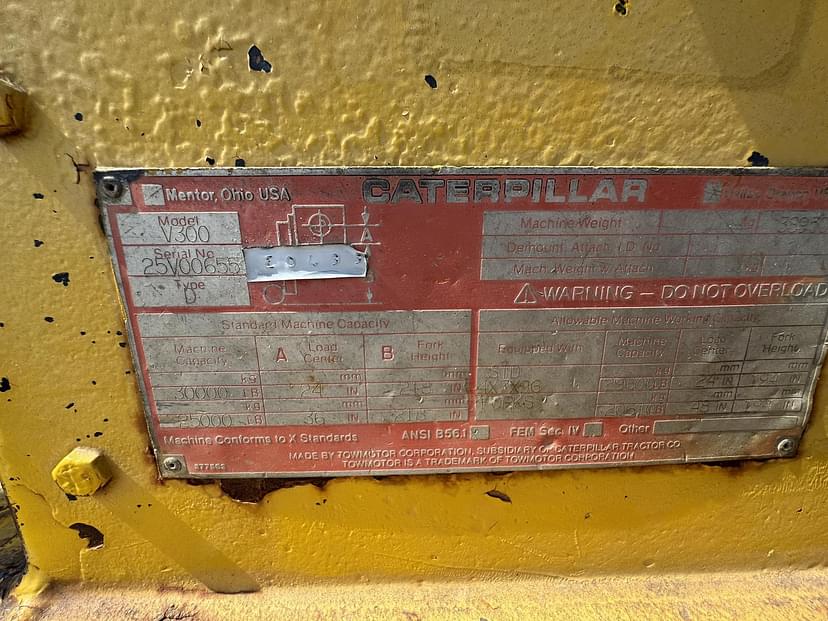 Mentor, Ohio USA
CATERPILLAR
Model
V300
Serial No.
25V00655
Type
D
A
Machine Weight
kg
Demount. Attach. I.D. No.
Mach. Weight w/ Attach.
kg
WARNING – DO NOT OVERLOAD
Standard Machine Capacity
Machine Capacity
A Load Center
B Fork Height
kg
mm
mm
30000 LB
24 IN
212 IN
kg
mm
mm
25000 LB
36 IN
IN
Allowable Machine Working Capacity
Equipped With
Machine Capacity
Load Center
Fork Height
STD
kg
mm
mm
LB
24 IN
IN
FORKS
kg
mm
mm
LB
48 IN
IN
Machine Conforms to X Standards
ANSI B56.1
FEM Sec. IV
Other
MADE BY TOWMOTOR CORPORATION, SUBSIDIARY OF CATERPILLAR TRACTOR CO
TOWMOTOR IS A TRADEMARK OF TOWMOTOR CORPORATION